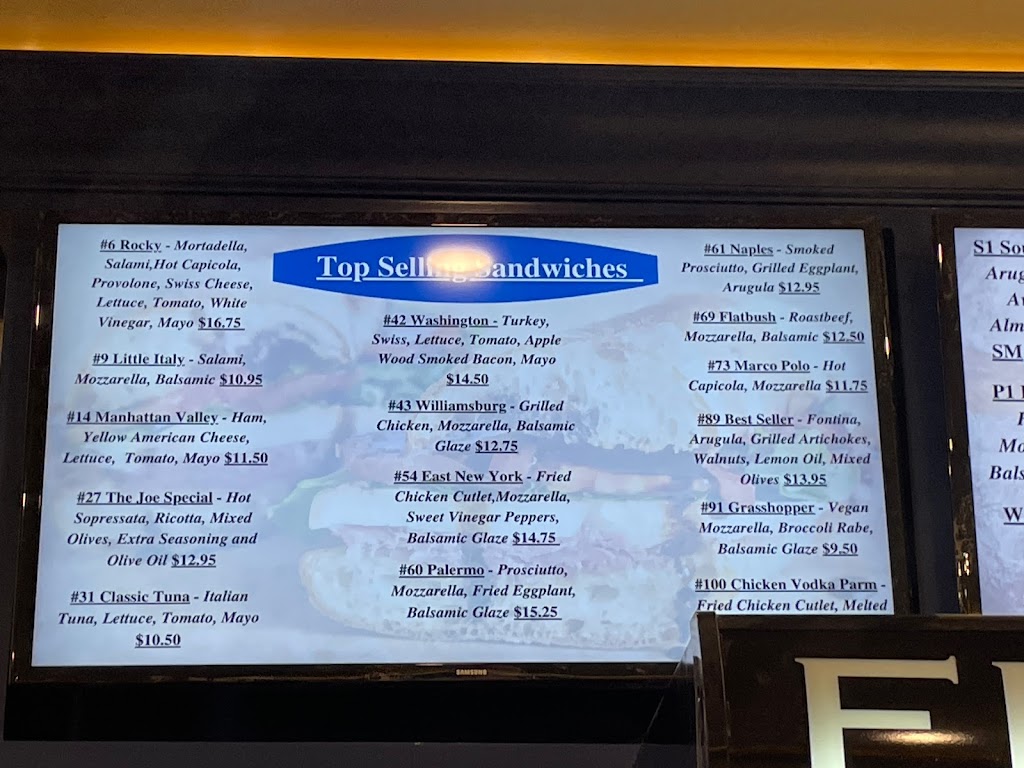 Top Selling Sandwiches
#6 Rocky - Mortadella,
Salami,Hot Capicola,
Provolone, Swiss Cheese,
Lettuce, Tomato, White
Vinegar, Mayo $16.75
#9 Little Italy - Salami,
Mozzarella, Balsamic $10.95
#14 Manhattan Valley - Ham,
Yellow American Cheese,
Lettuce, Tomato, Mayo $11.50
#27 The Joe Special - Hot
Sopressata, Ricotta, Mixed
Olives, Extra Seasoning and
Olive Oil $12.95
#31 Classic Tuna - Italian
Tuna, Lettuce, Tomato, Mayo
$10.50
#42 Washington - Turkey,
Swiss, Lettuce, Tomato, Apple
Wood Smoked Bacon, Mayo
$14.50
#43 Williamsburg - Grilled
Chicken, Mozzarella, Balsamic
Glaze $12.75
#54 East New York - Fried
Chicken Cutlet,Mozzarella,
Sweet Vinegar Peppers,
Balsamic Glaze $14.75
#60 Palermo - Prosciutto,
Mozzarella, Fried Eggplant,
Balsamic Glaze $15.25
#61 Naples - Smoked
Prosciutto, Grilled Eggplant,
Arugula $12.95
#69 Flatbush - Roastbeef,
Mozzarella, Balsamic $12.50
#73 Marco Polo - Hot
Capicola, Mozzarella $11.75
#89 Best Seller - Fontina,
Arugula, Grilled Artichokes,
Walnuts, Lemon Oil, Mixed
Olives $13.95
#91 Grasshopper - Vegan
Mozzarella, Broccoli Rabe,
Balsamic Glaze $9.50
#100 Chicken Vodka Parm -
Fried Chicken Cutlet, Melted
SAMSUNG
S1
SM
P1